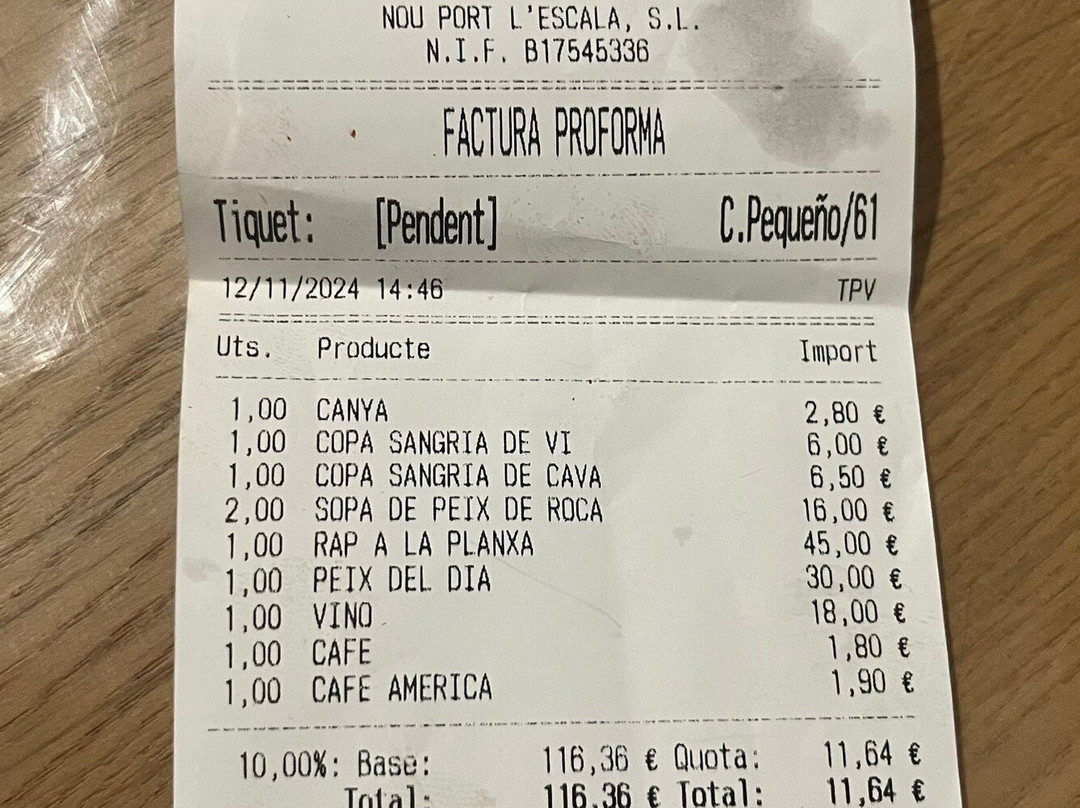 NOU PORT L'ESCALA, S.L.
N.I.F. B17545336
FACTURA PROFORMA
Tiquet: [Pendent] C.Pequeño/61
12/11/2024 14:46 TPV
Uts. Producte Import
1,00 CANYA 2,80 €
1,00 COPA SANGRIA DE VI 6,00 €
1,00 COPA SANGRIA DE CAVA 6,50 €
2,00 SOPA DE PEIX DE ROCA 16,00 €
1,00 RAP A LA PLANXA 45,00 €
1,00 PEIX DEL DIA 30,00 €
1,00 VINO 18,00 €
1,00 CAFE 1,80 €
1,00 CAFE AMERICA 1,90 €
10,00%: Base: 116,36 € Quota: 11,64 €
Total: 116,36 € Total: 11,64 €